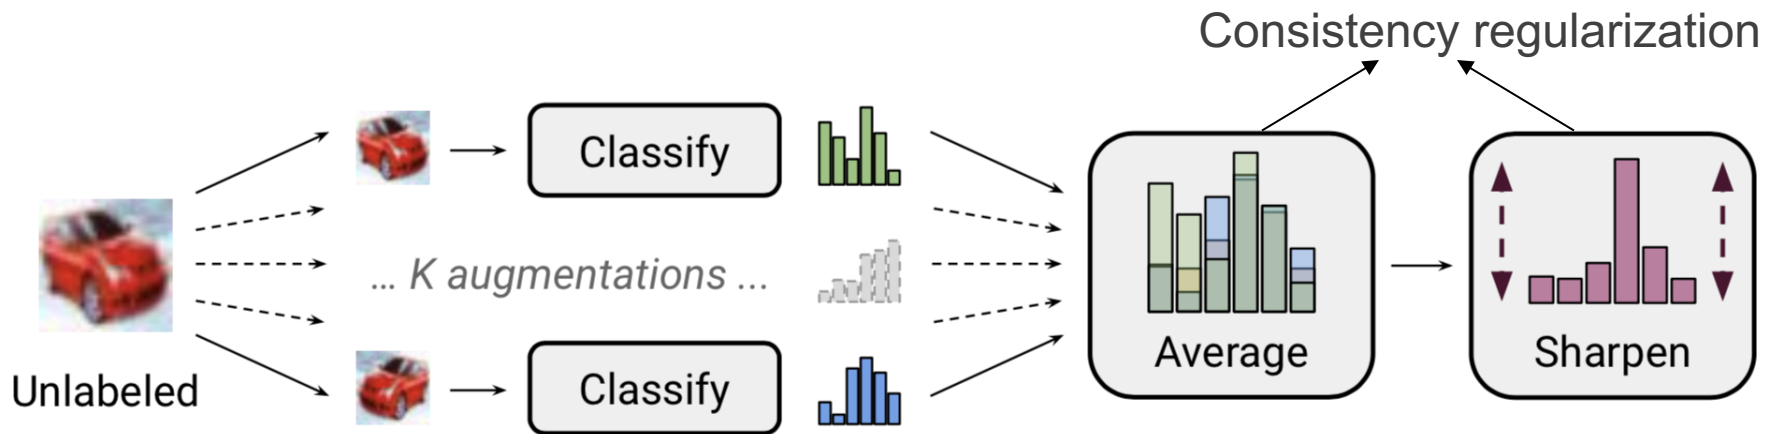 Consistency regularization
Classify
... K augmentations ...
Unlabeled
Classify
Average
Sharpen